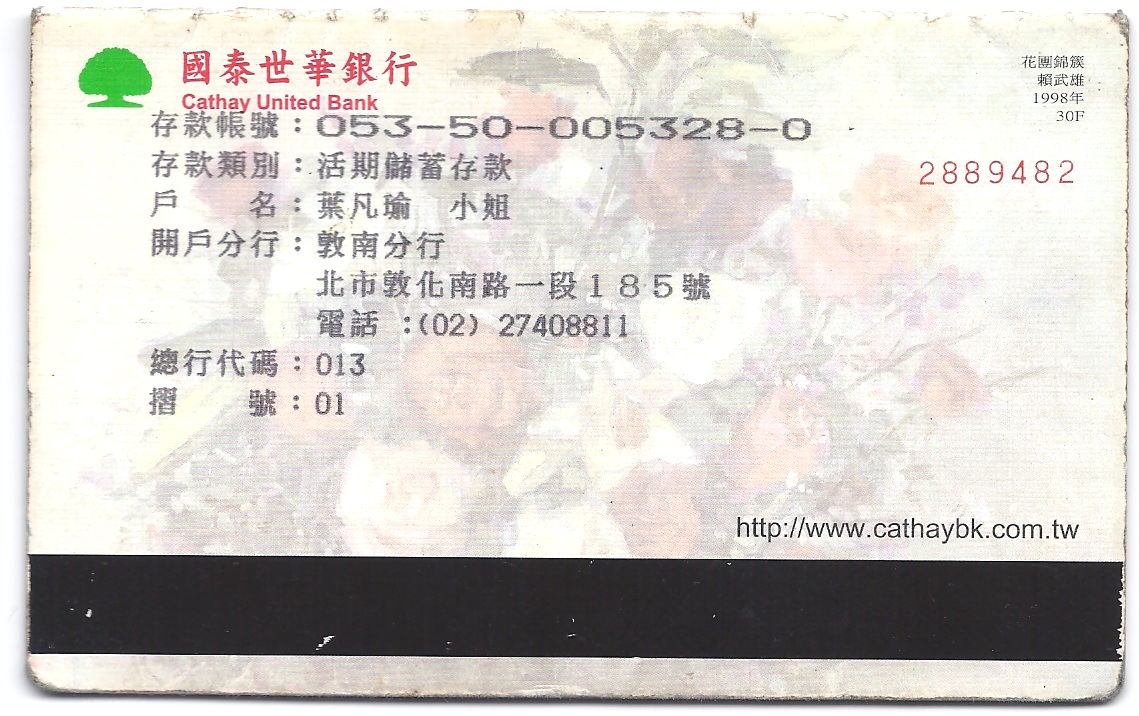 國泰世華銀行
Cathay United Bank
花團錦簇
賴武雄
1998年
30F
存款帳號：053-50-005328-0
2889482
存款類別：活期儲蓄存款
戶　　名：葉凡瑜　小姐
開戶分行：敦南分行
北市敦化南路一段１８５號
電話 :(02) 27408811
總行代碼：013
摺　　號：01
http://www.cathaybk.com.tw